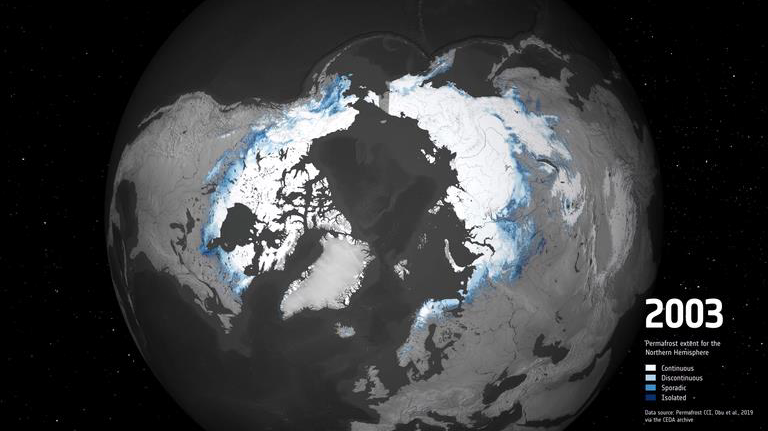 2003
Permafrost extent for the
Northern Hemisphere
Continuous
Discontinuous
Sporadic
Isolated
Data source: Permafrost CCI, Obu et al., 2019
via the CEDA archive